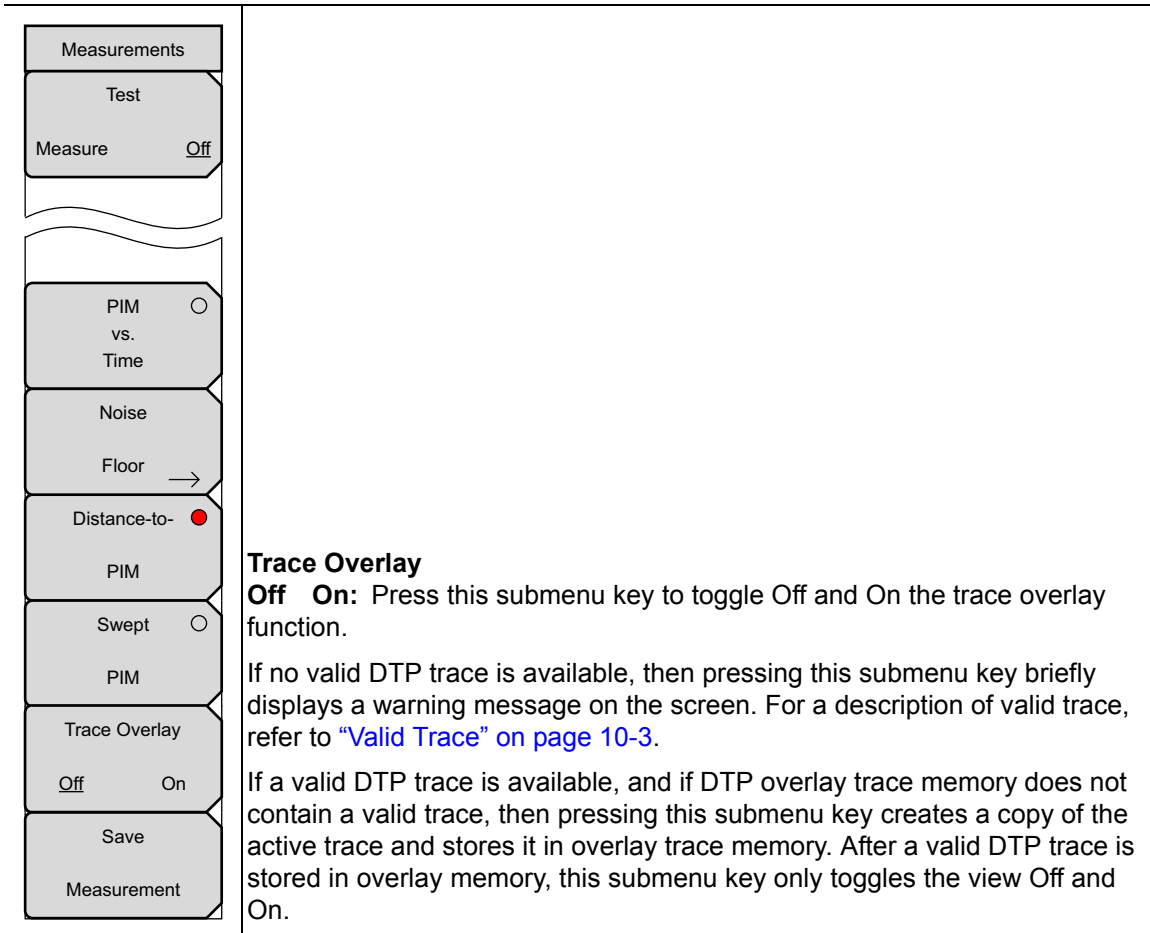 Measurements
Test
Measure Off
PIM
vs.
Time
Noise
Floor
Distance-to-
PIM
Swept
PIM
Trace Overlay
Off On
Save
Measurement
Trace Overlay
Off On: Press this submenu key to toggle Off and On the trace overlay
function.
If no valid DTP trace is available, then pressing this submenu key briefly
displays a warning message on the screen. For a description of valid trace,
refer to “Valid Trace” on page 10-3.
If a valid DTP trace is available, and if DTP overlay trace memory does not
contain a valid trace, then pressing this submenu key creates a copy of the
active trace and stores it in overlay trace memory. After a valid DTP trace is
stored in overlay memory, this submenu key only toggles the view Off and
On.